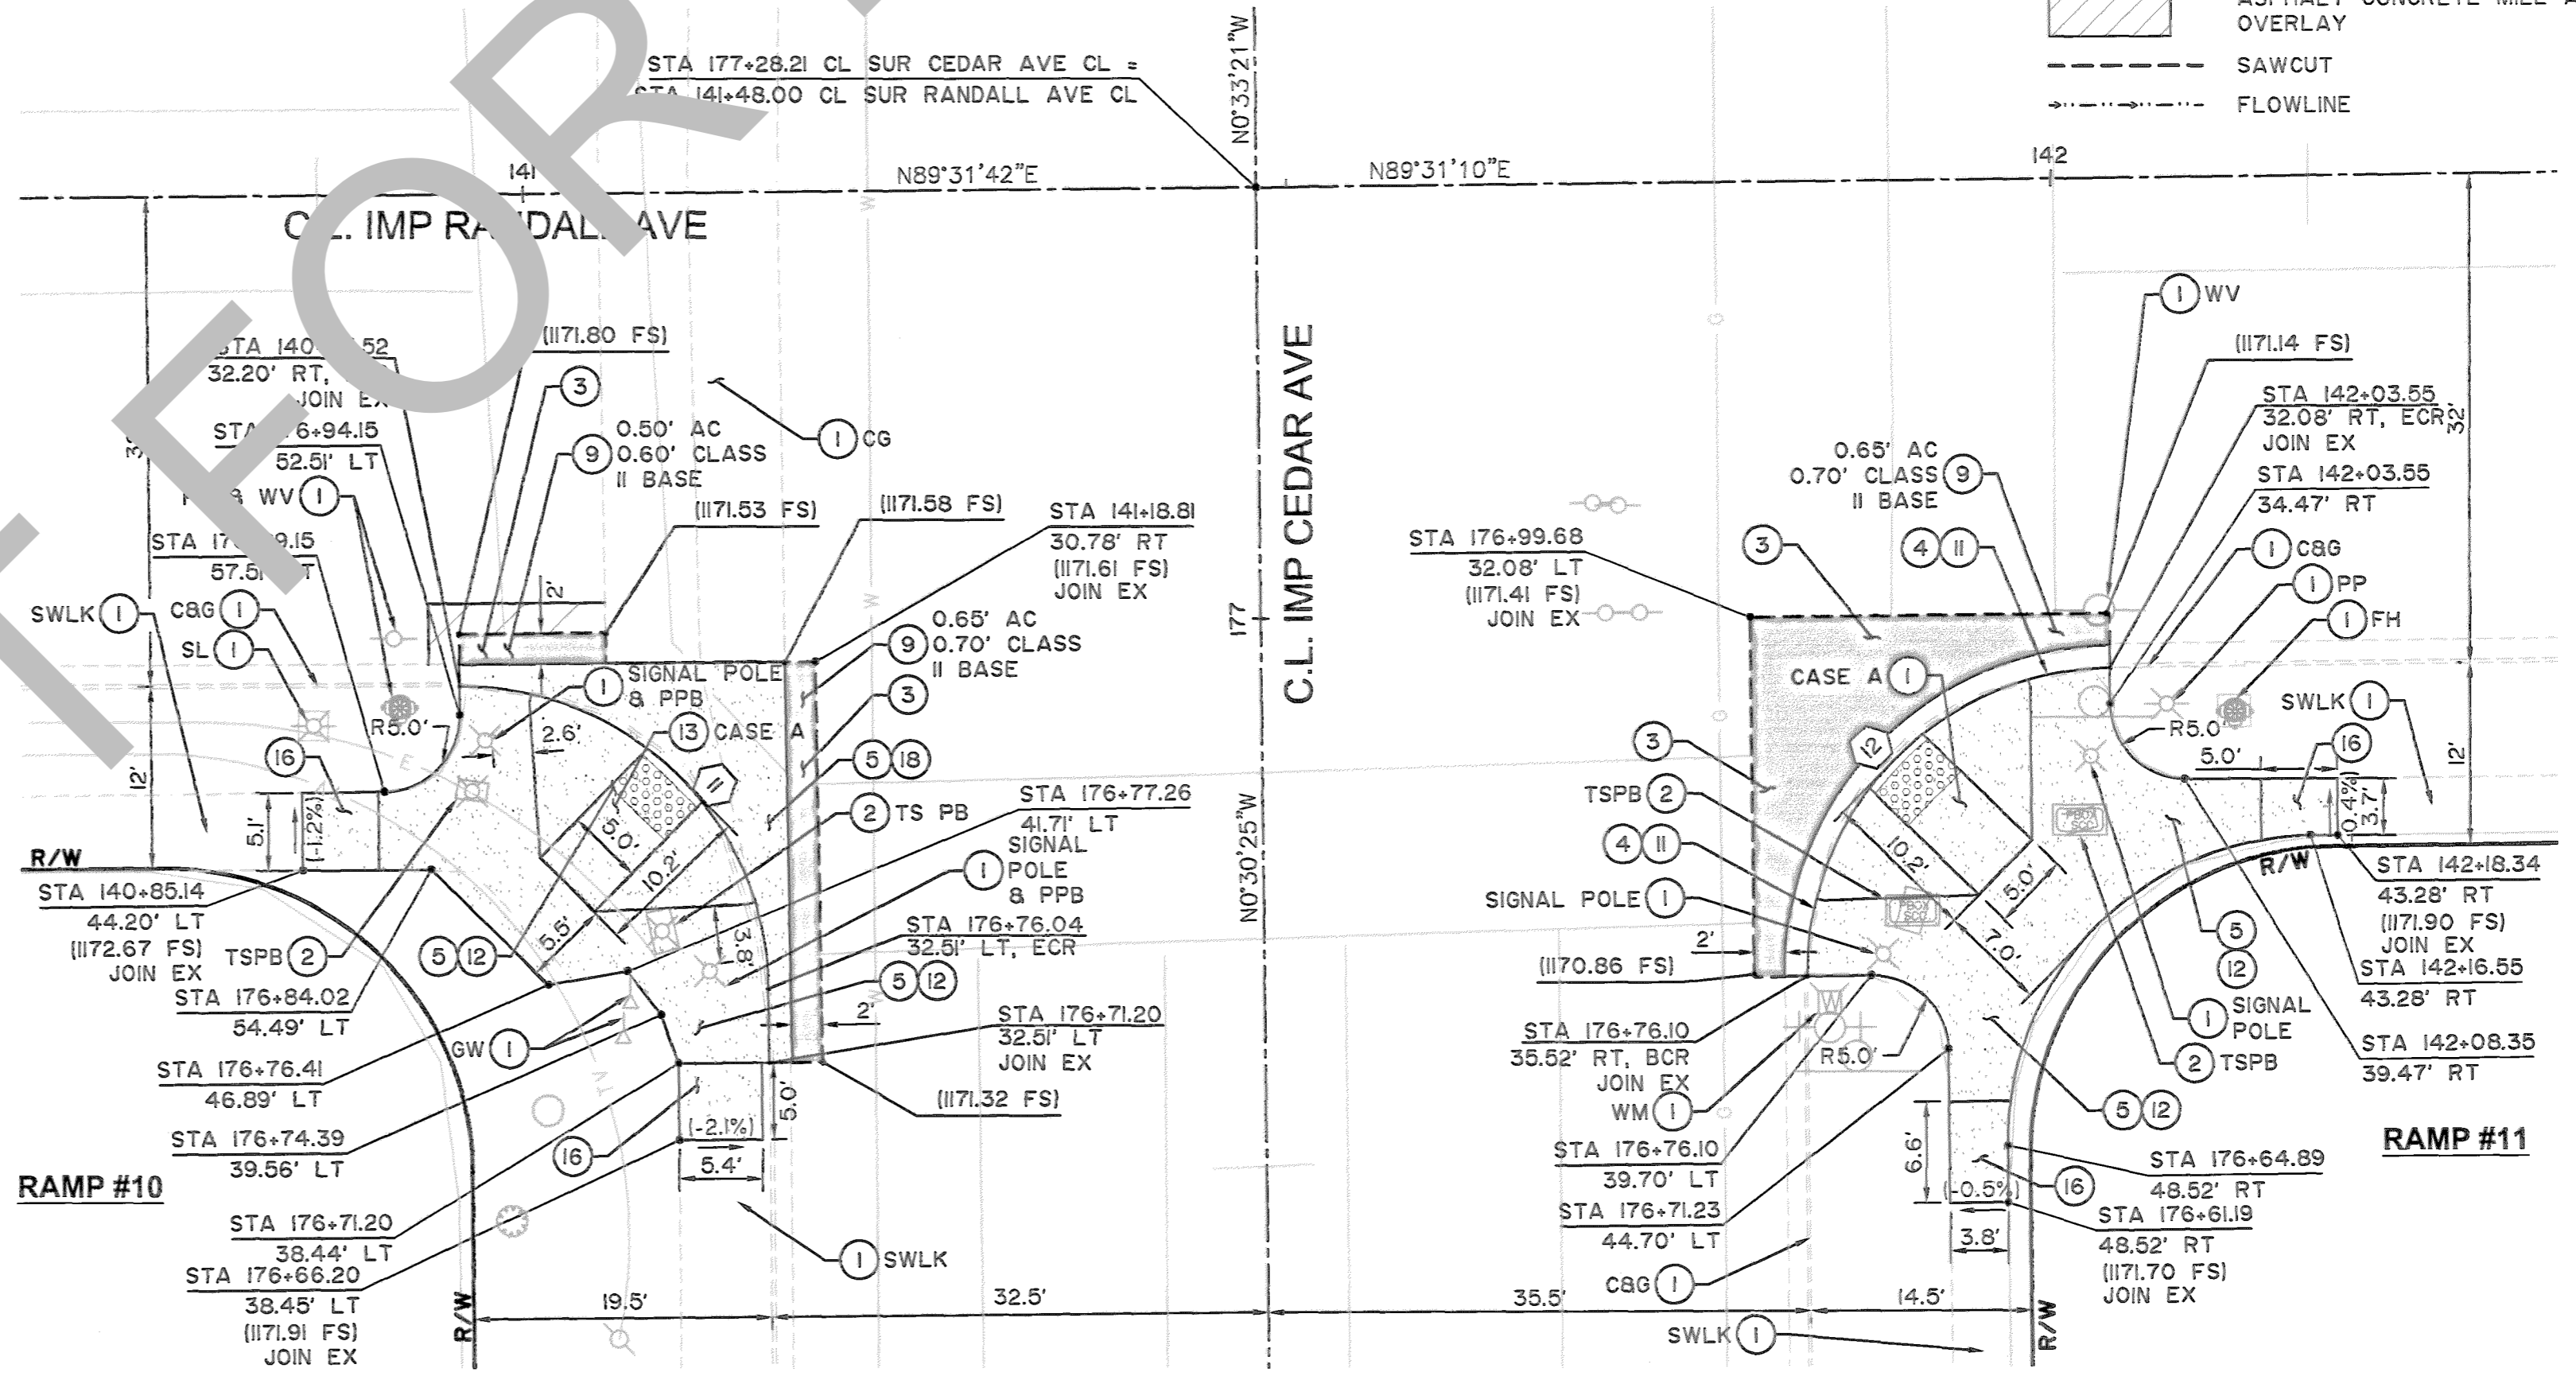 OVERLAY
SAWCUT
FLOWLINE
STA 177+28.21 CL SUR CEDAR AVE CL =
STA 141+48.00 CL SUR RANDALL AVE CL
N0°33'21"W
141
N89°31'42"E
N89°31'10"E
142
C.L. IMP RANDALL AVE
T FOR
C.L. IMP CEDAR AVE
177
N0°30'25"W
STA 140+ .52
32.20' RT,
JOIN EX
(1171.80 FS)
3
1 CG
9
0.50' AC
0.60' CLASS
II BASE
6+94.15
52.51' LT
WV 1
(1171.53 FS)
(1171.58 FS)
STA 141+18.81
30.78' RT
(1171.61 FS)
JOIN EX
9.15
57.51'
2'
SWLK 1
C&G 1
SL 1
9
0.65' AC
0.70' CLASS
II BASE
3
1 SIGNAL POLE
& PPB
13 CASE A
5 18
R5.0'
2.6'
E
16
11
12'
5.1'
(-1.2%)
5.0'
10.2'
5.5'
3.8'
2 TS PB
STA 176+77.26
41.71' LT
1
SIGNAL
POLE
& PPB
R/W
STA 140+85.14
44.20' LT
(1172.67 FS)
JOIN EX
TSPB 2
5 12
STA 176+76.04
32.51' LT, ECR
5 12
STA 176+84.02
54.49' LT
GW 1
TV
2'
STA 176+71.20
32.51' LT
JOIN EX
(1171.32 FS)
STA 176+76.41
46.89' LT
STA 176+74.39
39.56' LT
16
(-2.1%)
5.0'
5.4'
RAMP #10
STA 176+71.20
38.44' LT
STA 176+66.20
38.45' LT
(1171.91 FS)
JOIN EX
1 SWLK
R/W
19.5'
32.5'
35.5'
14.5'
1 WV
(1171.14 FS)
STA 142+03.55
32.08' RT, ECR
JOIN EX
32'
STA 142+03.55
34.47' RT
0.65' AC
0.70' CLASS
II BASE
9
STA 176+99.68
32.08' LT
(1171.41 FS)
JOIN EX
3
4 11
1 C&G
1 PP
1 FH
CASE A 1
SWLK 1
16
12
R5.0'
5.0'
12'
3
TSPB 2
4 11
SIGNAL POLE 1
PBOX
SCC
PBOX
SCC
10.2'
5.0'
7.0'
0.4%)
3.7'
R/W
STA 142+18.34
43.28' RT
(1171.90 FS)
JOIN EX
STA 142+16.55
43.28' RT
5
12
2'
(1170.86 FS)
W
1 SIGNAL
POLE
2 TSPB
STA 142+08.35
39.47' RT
STA 176+76.10
35.52' RT, BCR
JOIN EX
R5.0'
WM 1
5 12
STA 176+76.10
39.70' LT
6.6'
(-0.5%)
3.8'
16
STA 176+64.89
48.52' RT
RAMP #11
STA 176+71.23
44.70' LT
STA 176+61.19
48.52' RT
(1171.70 FS)
JOIN EX
C&G 1
SWLK 1
R/W
W
W
G
G
G